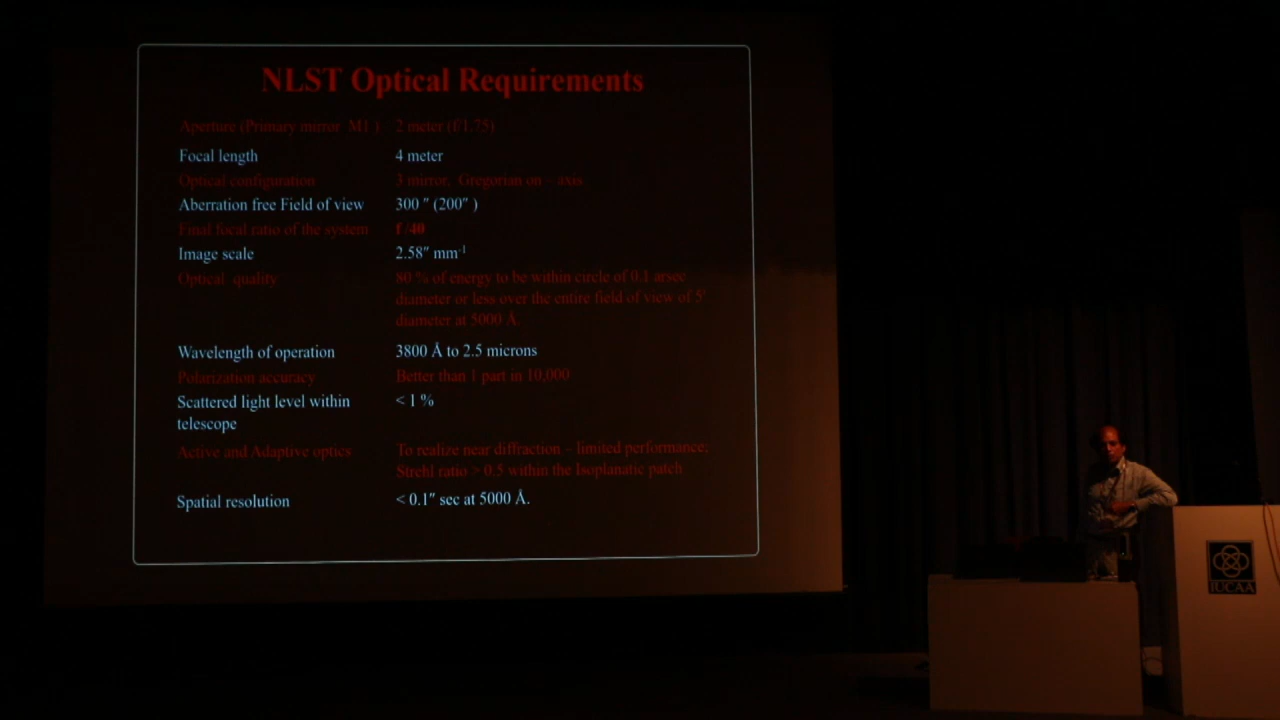 NLST Optical Requirements
Aperture (Primary mirror M1 ) 2 meter (f/1.75)
Focal length 4 meter
Optical configuration 3 mirror, Gregorian on – axis
Aberration free Field of view 300 ″ (200″ )
Final focal ratio of the system f /40
Image scale 2.58″ mm⁻¹
Optical quality 80 % of energy to be within circle of 0.1 arsec
diameter or less over the entire field of view of 5'
diameter at 5000 Å.
Wavelength of operation 3800 Å to 2.5 microns
Polarization accuracy Better than 1 part in 10,000
Scattered light level within < 1 %
telescope
Active and Adaptive optics To realize near diffraction – limited performance;
Strehl ratio > 0.5 within the Isoplanatic patch
Spatial resolution < 0.1″ sec at 5000 Å.
IUCAA